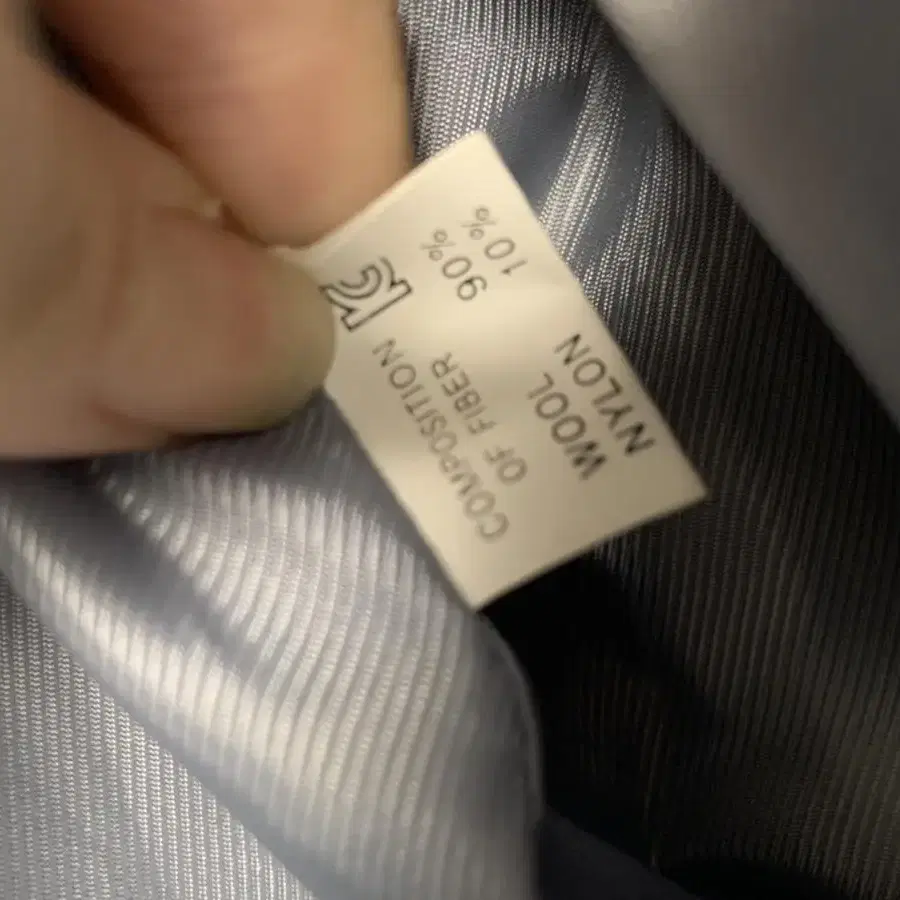 COMPOSITION
OF FIBER
WOOL 90%
NYLON 10%